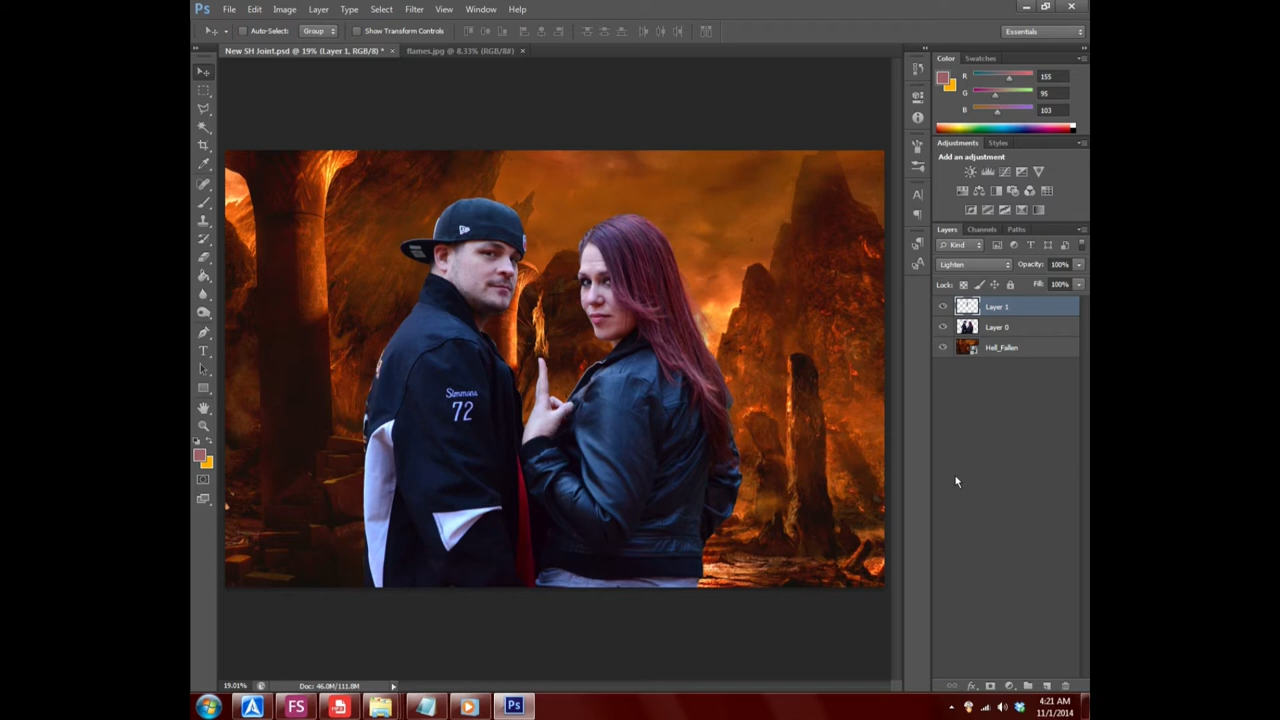 Ps File Edit Image Layer Type Select Filter View Window Help
Auto-Select: Group Show Transform Controls Essentials
New SH Joint.psd @ 19% (Layer 1, RGB/8) * × flames.jpg @ 8.33% (RGB/8#) ×
Color Swatches
R 155
G 95
B 103
Adjustments Styles
Add an adjustment
Layers Channels Paths
Kind
Lighten Opacity: 100%
Lock: Fill: 100%
Layer 1
Layer 0
Hell_Fallen
Simmons
72
19.01% Doc: 46.0M/111.8M
FS Ps
4:21 AM
11/1/2014